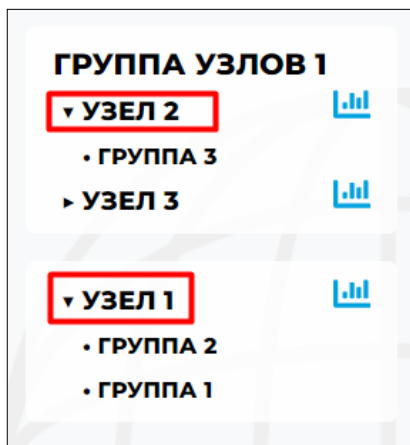 ГРУППА УЗЛОВ 1
▾ УЗЕЛ 2
• ГРУППА 3
▸ УЗЕЛ 3
▾ УЗЕЛ 1
• ГРУППА 2
• ГРУППА 1